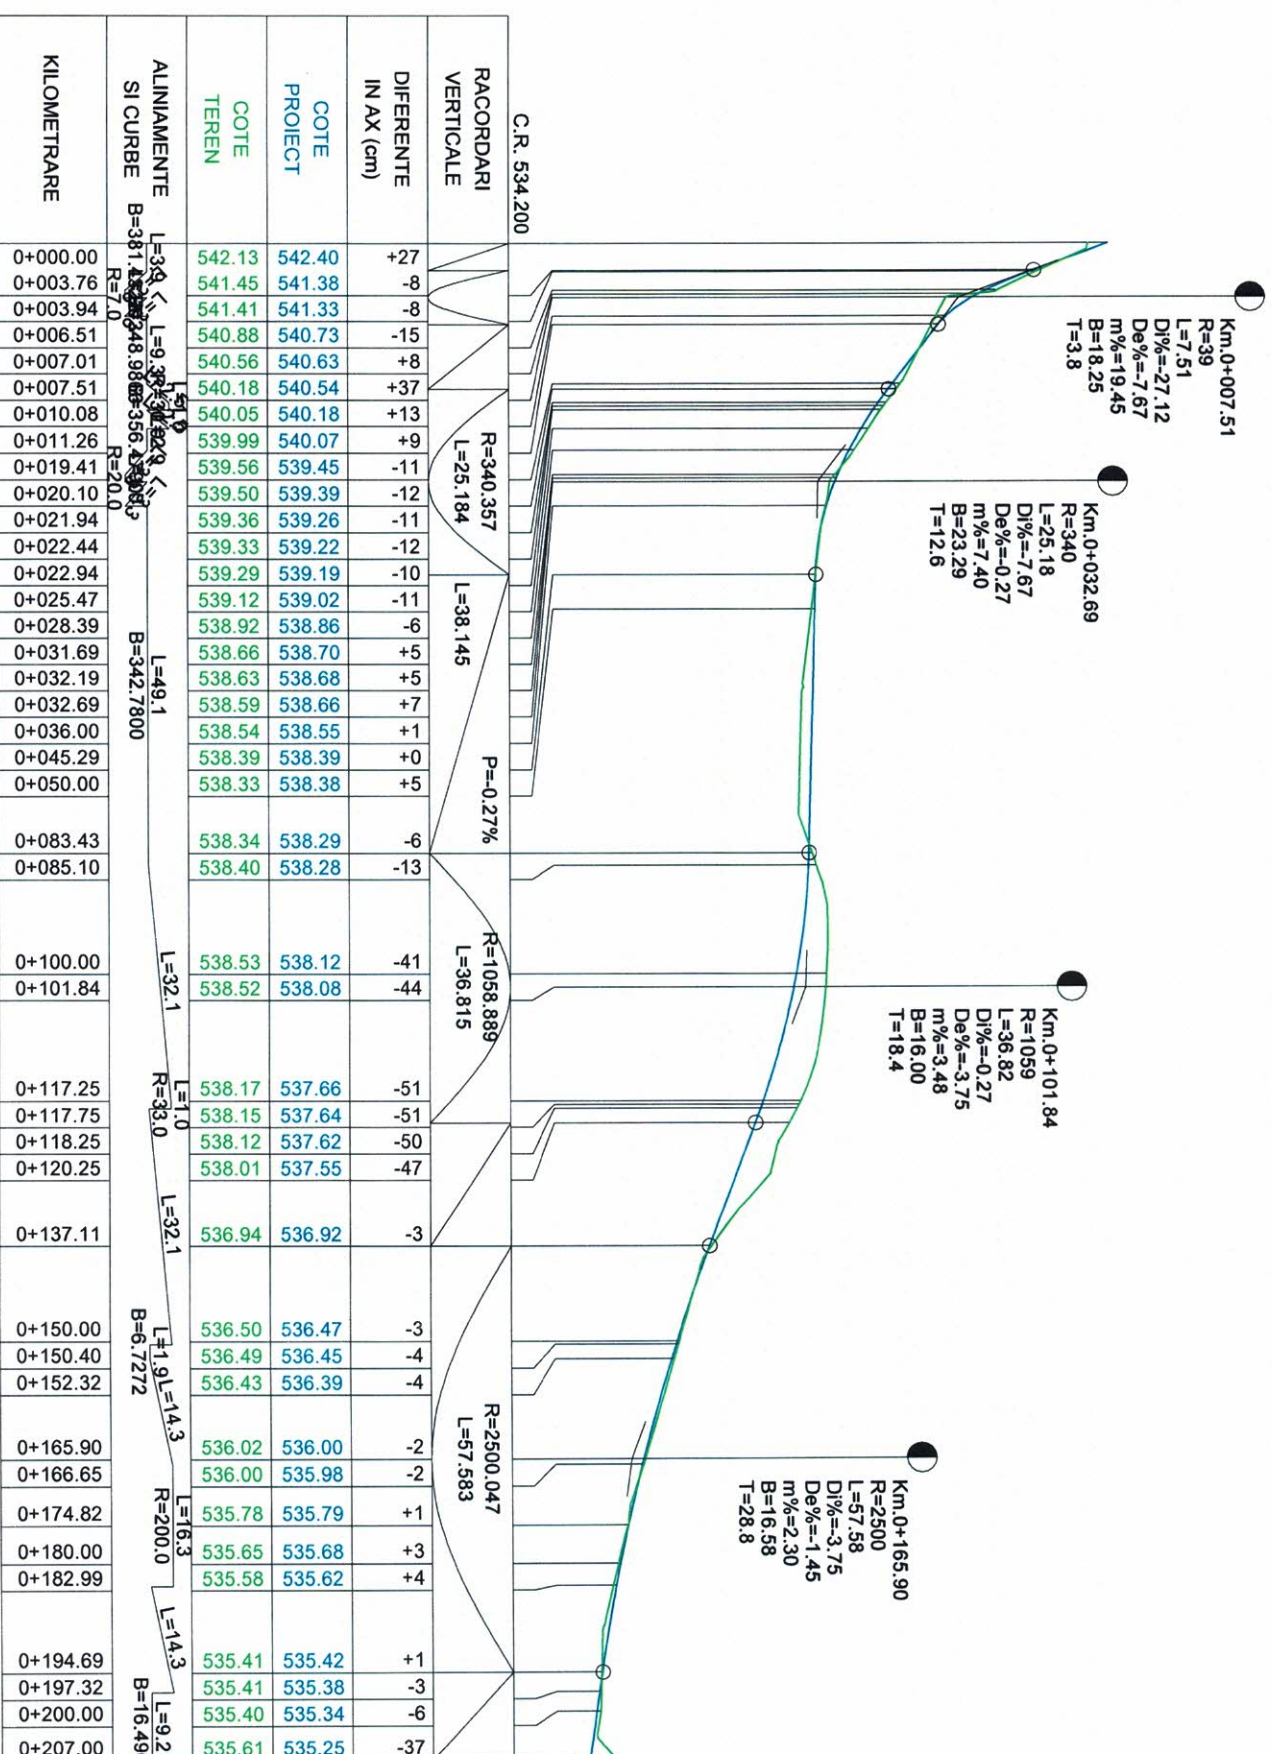 C.R. 534.200
RACORDARI
VERTICALE
DIFERENTE
IN AX (cm)
COTE
PROIECT
COTE
TEREN
ALINIAMENTE
SI CURBE
KILOMETRARE
Km.0+007.51
R=39
L=7.51
Di%=-27.12
De%=-7.67
m%=19.45
B=18.25
T=3.8
Km.0+032.69
R=340
L=25.18
Di%=-7.67
De%=-0.27
m%=7.40
B=23.29
T=12.6
Km.0+101.84
R=1059
L=36.82
Di%=-0.27
De%=-3.75
m%=3.48
B=16.00
T=18.4
Km.0+165.90
R=2500
L=57.58
Di%=-3.75
De%=-1.45
m%=2.30
B=16.58
T=28.8
R=340.357
L=25.184
L=38.145
P=-0.27%
R=1058.889
L=36.815
R=2500.047
L=57.583
0+000.00 542.13 542.40 +27
0+003.76 541.45 541.38 -8
0+003.94 541.41 541.33 -8
0+006.51 540.88 540.73 -15
0+007.01 540.56 540.63 +8
0+007.51 540.18 540.54 +37
0+010.08 540.05 540.18 +13
0+011.26 539.99 540.07 +9
0+019.41 539.56 539.45 -11
0+020.10 539.50 539.39 -12
0+021.94 539.36 539.26 -11
0+022.44 539.33 539.22 -12
0+022.94 539.29 539.19 -10
0+025.47 539.12 539.02 -11
0+028.39 538.92 538.86 -6
0+031.69 538.66 538.70 +5
0+032.19 538.63 538.68 +5
0+032.69 538.59 538.66 +7
0+036.00 538.54 538.55 +1
0+045.29 538.39 538.39 +0
0+050.00 538.33 538.38 +5
0+083.43 538.34 538.29 -6
0+085.10 538.40 538.28 -13
0+100.00 538.53 538.12 -41
0+101.84 538.52 538.08 -44
0+117.25 538.17 537.66 -51
0+117.75 538.15 537.64 -51
0+118.25 538.12 537.62 -50
0+120.25 538.01 537.55 -47
0+137.11 536.94 536.92 -3
0+150.00 536.50 536.47 -3
0+150.40 536.49 536.45 -4
0+152.32 536.43 536.39 -4
0+165.90 536.02 536.00 -2
0+166.65 536.00 535.98 -2
0+174.82 535.78 535.79 +1
0+180.00 535.65 535.68 +3
0+182.99 535.58 535.62 +4
0+194.69 535.41 535.42 +1
0+197.32 535.41 535.38 -3
0+200.00 535.40 535.34 -6
0+207.00 535.61 535.25 -37
R=7.0
R=20.0
L=49.1
B=342.7800
L=32.1
L=1.0
R=33.0
L=32.1
L=1.9
B=6.7272
L=14.3
L=16.3
R=200.0
L=14.3
L=9.2